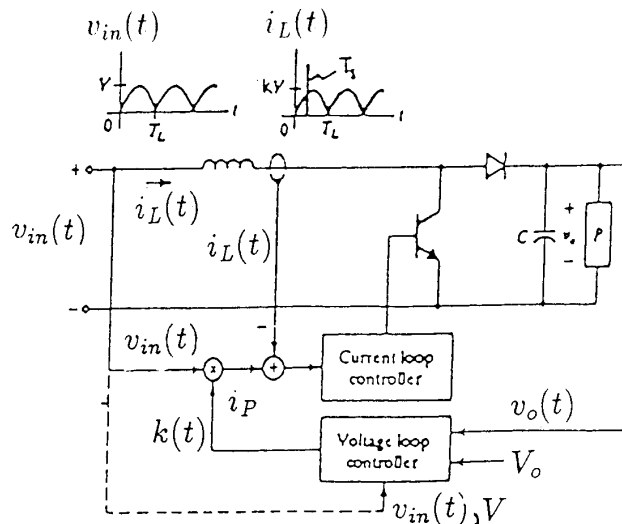 v_in(t)
i_L(t)
V
0
T_L
t
kV
T_s
0
T_L
t
+
i_L(t)
v_in(t)
i_L(t)
C
+
v_o
−
P
−
v_in(t)
−
x
+
i_P
Current loop
controller
k(t)
Voltage loop
controller
v_o(t)
V_o
v_in(t), V